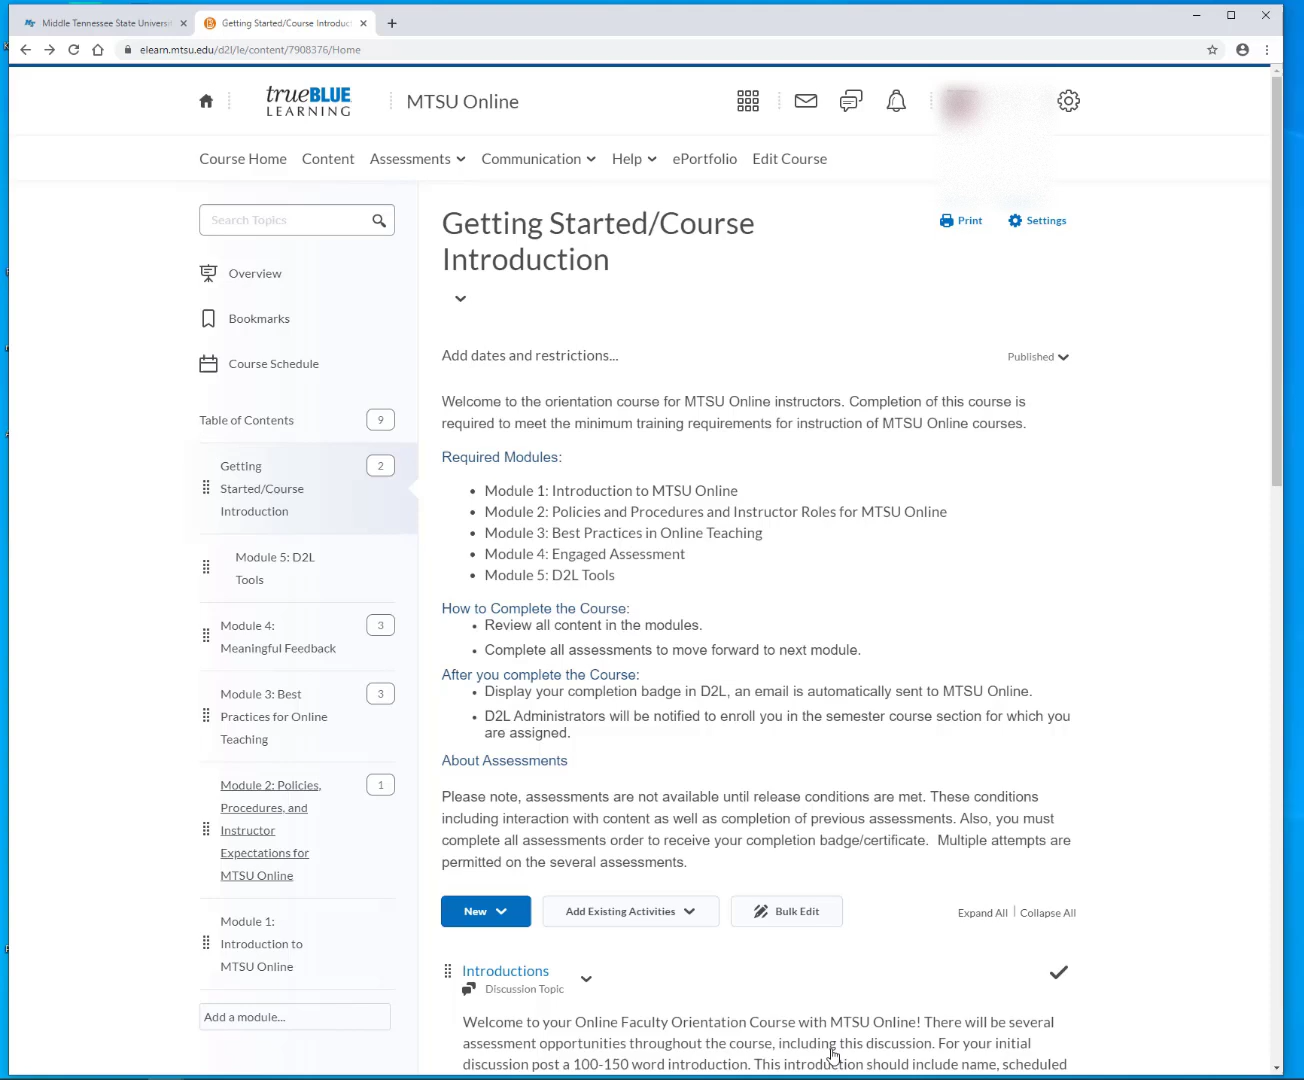 Middle Tennessee State Universit
Getting Started/Course Introduct
elearn.mtsu.edu/d2l/le/content/7908376/Home
trueBLUE
LEARNING
MTSU Online
Course Home
Content
Assessments
Communication
Help
ePortfolio
Edit Course
Search Topics
Overview
Bookmarks
Course Schedule
Table of Contents
9
Getting
Started/Course
Introduction
2
Module 5: D2L
Tools
Module 4:
Meaningful Feedback
3
Module 3: Best
Practices for Online
Teaching
3
Module 2: Policies,
Procedures, and
Instructor
Expectations for
MTSU Online
1
Module 1:
Introduction to
MTSU Online
Add a module...
Getting Started/Course
Introduction
Print
Settings
Add dates and restrictions...
Published
Welcome to the orientation course for MTSU Online instructors. Completion of this course is
required to meet the minimum training requirements for instruction of MTSU Online courses.
Required Modules:
• Module 1: Introduction to MTSU Online
• Module 2: Policies and Procedures and Instructor Roles for MTSU Online
• Module 3: Best Practices in Online Teaching
• Module 4: Engaged Assessment
• Module 5: D2L Tools
How to Complete the Course:
• Review all content in the modules.
• Complete all assessments to move forward to next module.
After you complete the Course:
• Display your completion badge in D2L, an email is automatically sent to MTSU Online.
• D2L Administrators will be notified to enroll you in the semester course section for which you
are assigned.
About Assessments
Please note, assessments are not available until release conditions are met. These conditions
including interaction with content as well as completion of previous assessments. Also, you must
complete all assessments order to receive your completion badge/certificate. Multiple attempts are
permitted on the several assessments.
New
Add Existing Activities
Bulk Edit
Expand All
Collapse All
Introductions
Discussion Topic
Welcome to your Online Faculty Orientation Course with MTSU Online! There will be several
assessment opportunities throughout the course, including this discussion. For your initial
discussion post a 100-150 word introduction. This introduction should include name, scheduled